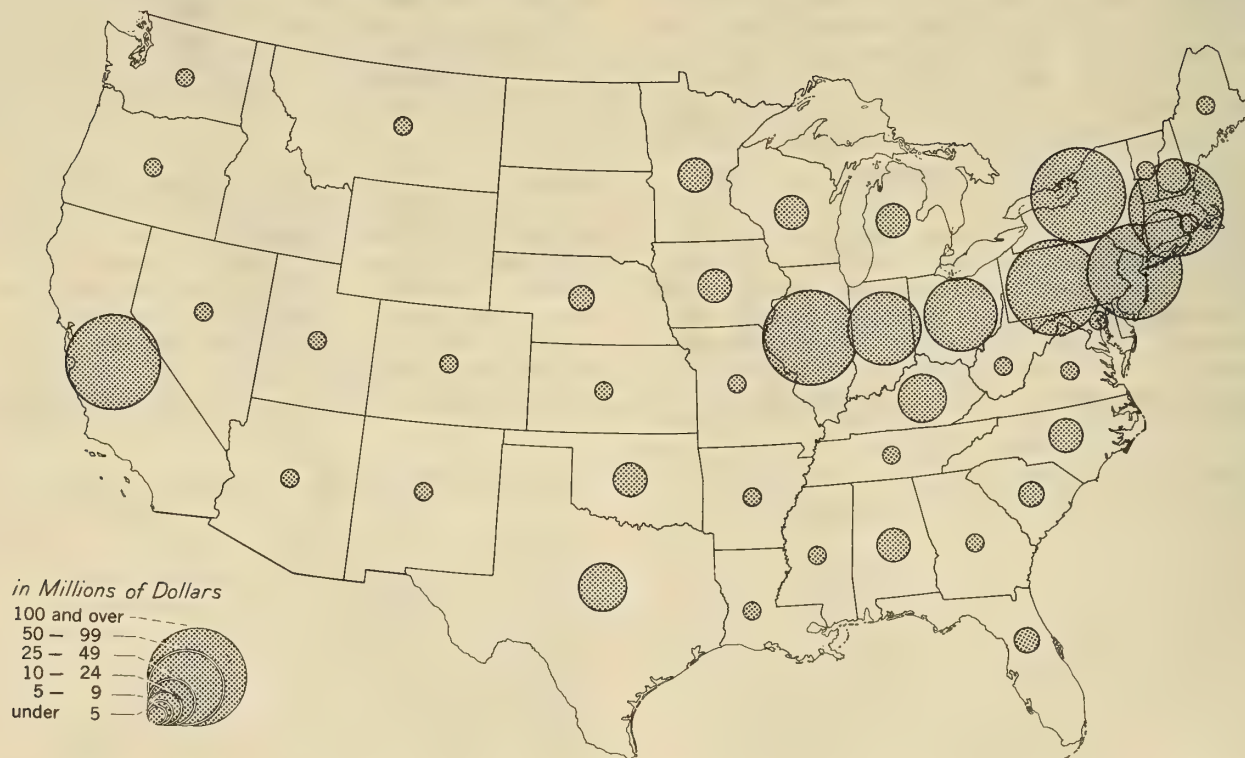 in Millions of Dollars
100 and over
50 – 99
25 – 49
10 – 24
5 – 9
under 5